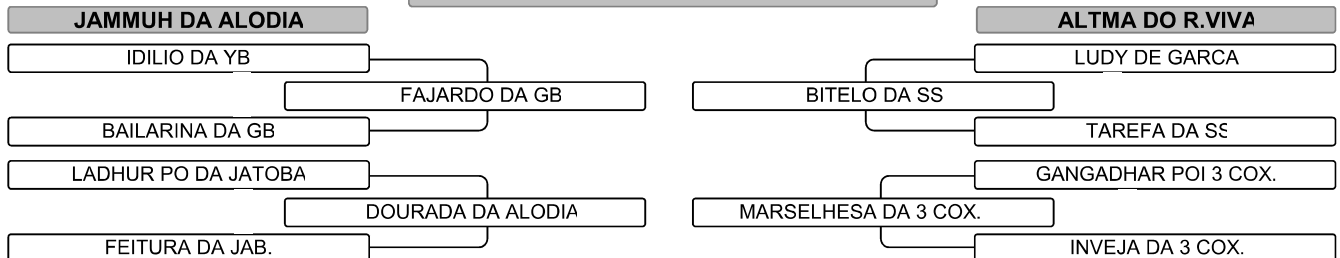 JAMMUH DA ALODIA
ALTMA DO R.VIVA
IDILIO DA YB
LUDY DE GARCA
FAJARDO DA GB
BITELO DA SS
BAILARINA DA GB
TAREFA DA SS
LADHUR PO DA JATOBA
GANGADHAR POI 3 COX.
DOURADA DA ALODIA
MARSELHESA DA 3 COX.
FEITURA DA JAB.
INVEJA DA 3 COX.